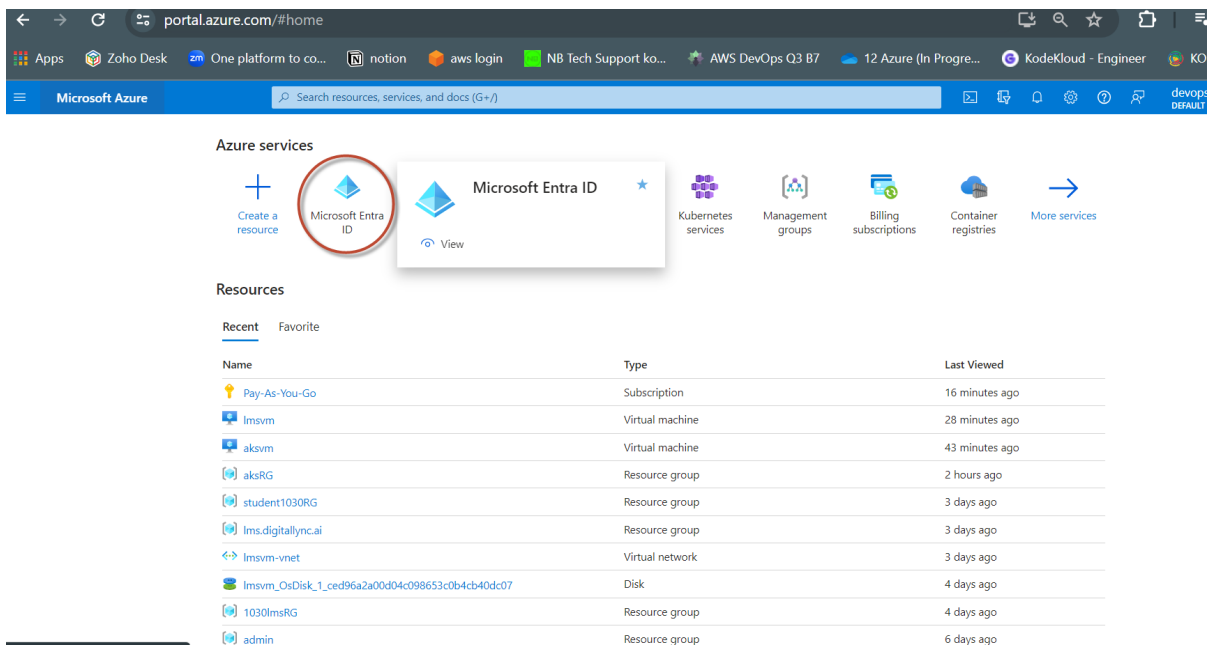 portal.azure.com/#home
Apps Zoho Desk zm One platform to co... notion aws login NB Tech Support ko... AWS DevOps Q3 B7 12 Azure (In Progre... KodeKloud - Engineer KO
Microsoft Azure Search resources, services, and docs (G+/) devops
DEFAULT
Azure services
Create a resource
Microsoft Entra ID
Microsoft Entra ID
View
Kubernetes services
Management groups
Billing subscriptions
Container registries
More services
Resources
Recent Favorite
Name Type Last Viewed
Pay-As-You-Go Subscription 16 minutes ago
lmsvm Virtual machine 28 minutes ago
aksvm Virtual machine 43 minutes ago
aksRG Resource group 2 hours ago
student1030RG Resource group 3 days ago
lms.digitallync.ai Resource group 3 days ago
lmsvm-vnet Virtual network 3 days ago
lmsvm_OsDisk_1_ced96a2a00d04c098653c0b4cb40dc07 Disk 4 days ago
1030lmsRG Resource group 4 days ago
admin Resource group 6 days ago